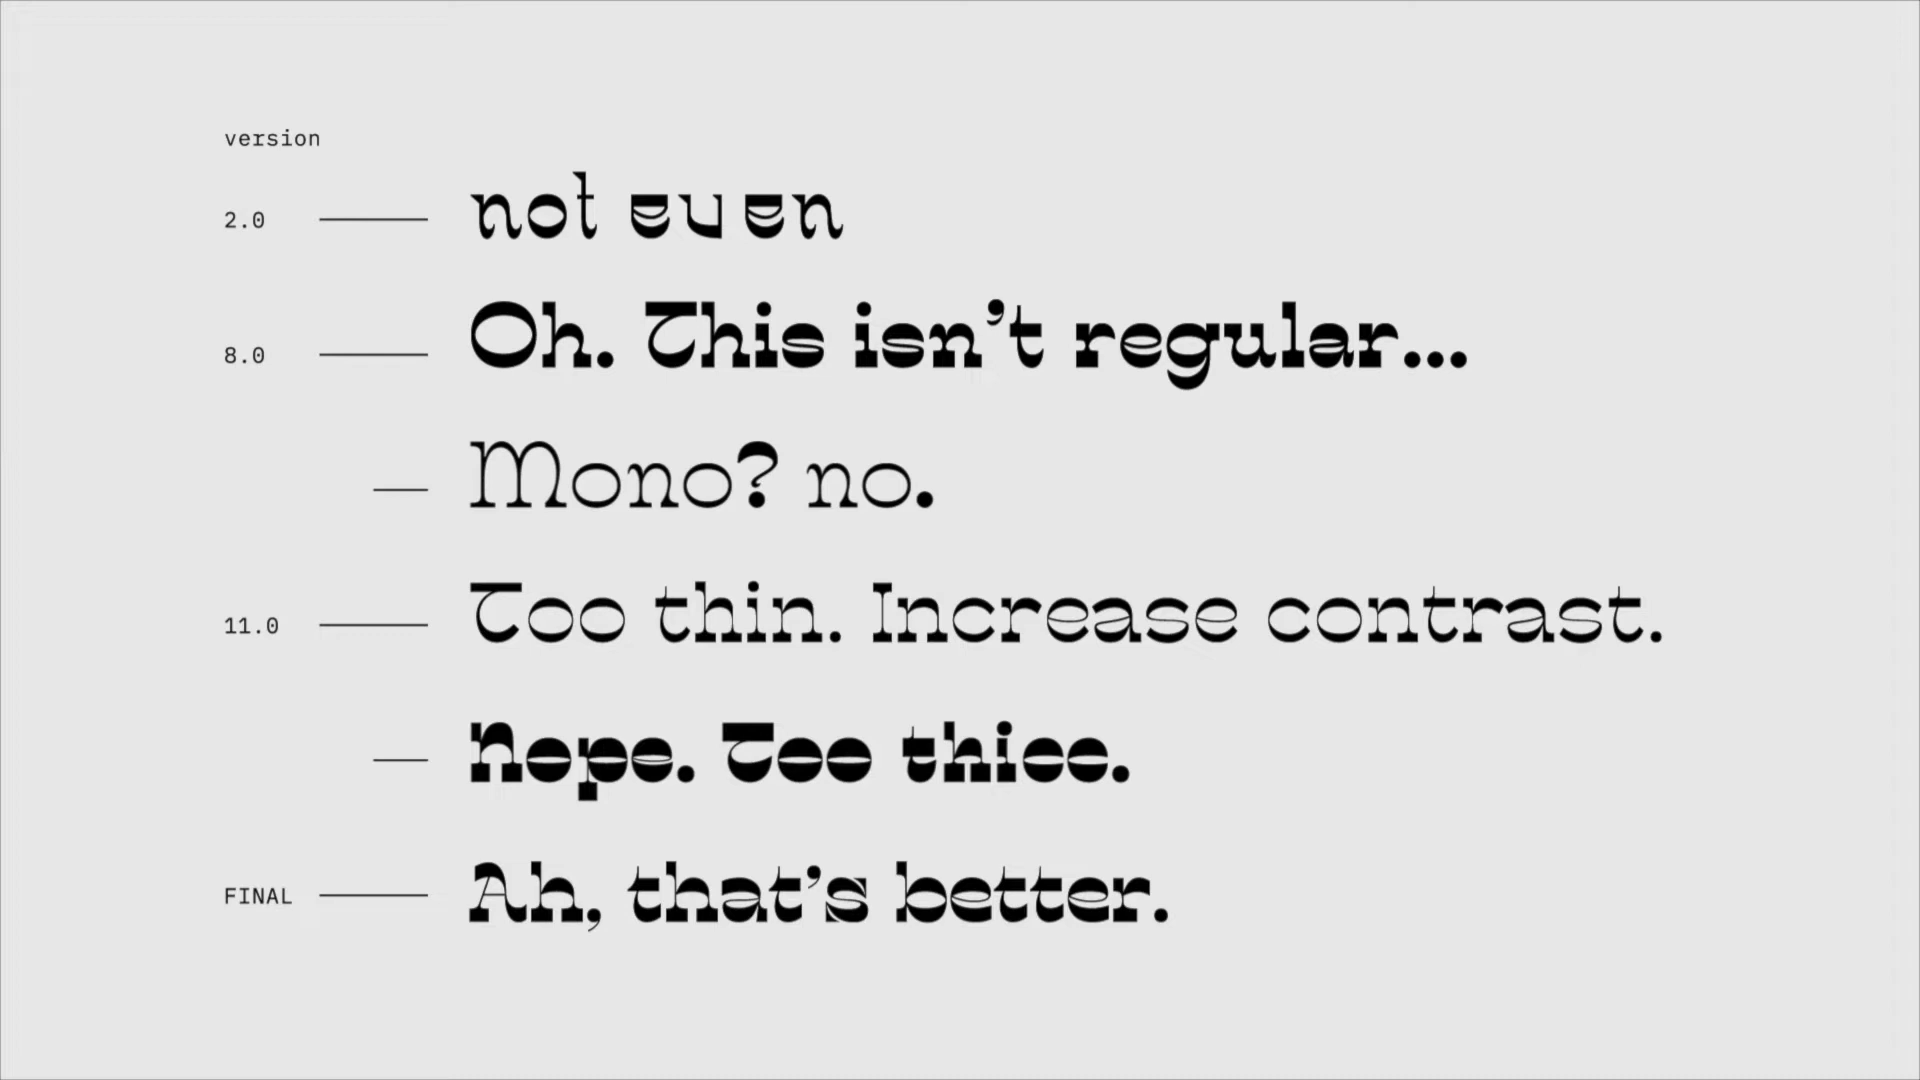 version
2.0 not even
8.0 Oh. This isn’t regular...
Mono? no.
11.0 Too thin. Increase contrast.
Nope. Too thicc.
FINAL Ah, that’s better.